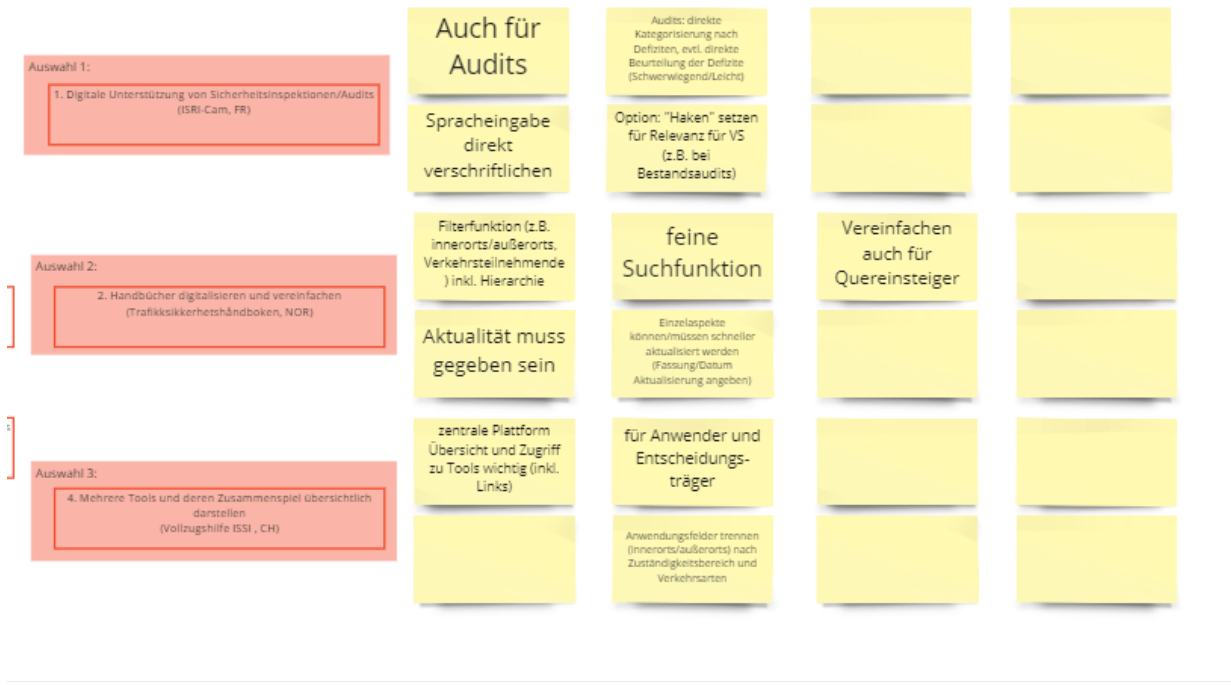 Auswahl 1:
1. Digitale Unterstützung von Sicherheitsinspektionen/Audits
(ISRI-Cam, FR)
Auch für
Audits
Audits: direkte
Kategorisierung nach
Defiziten, evtl. direkte
Beurteilung der Defizite
(Schwerwiegend/Leicht)
Spracheingabe
direkt
verschriftlichen
Option: "Haken" setzen
für Relevanz für VS
(z.B. bei
Bestandsaudits)
Auswahl 2:
2. Handbücher digitalisieren und vereinfachen
(Trafikksikkerhetshåndboken, NOR)
Filterfunktion (z.B.
innerorts/außerorts,
Verkehrsteilnehmende
) inkl. Hierarchie
feine
Suchfunktion
Vereinfachen
auch für
Quereinsteiger
Aktualität muss
gegeben sein
Einzelaspekte
können/müssen schneller
aktualisiert werden
(Fassung/Datum
Aktualisierung angeben)
Auswahl 3:
4. Mehrere Tools und deren Zusammenspiel übersichtlich
darstellen
(Vollzugshilfe ISSI , CH)
zentrale Plattform
Übersicht und Zugriff
zu Tools wichtig (inkl.
Links)
für Anwender und
Entscheidungs-
träger
Anwendungsfelder trennen
(innerorts/außerorts) nach
Zuständigkeitsbereich und
Verkehrsarten